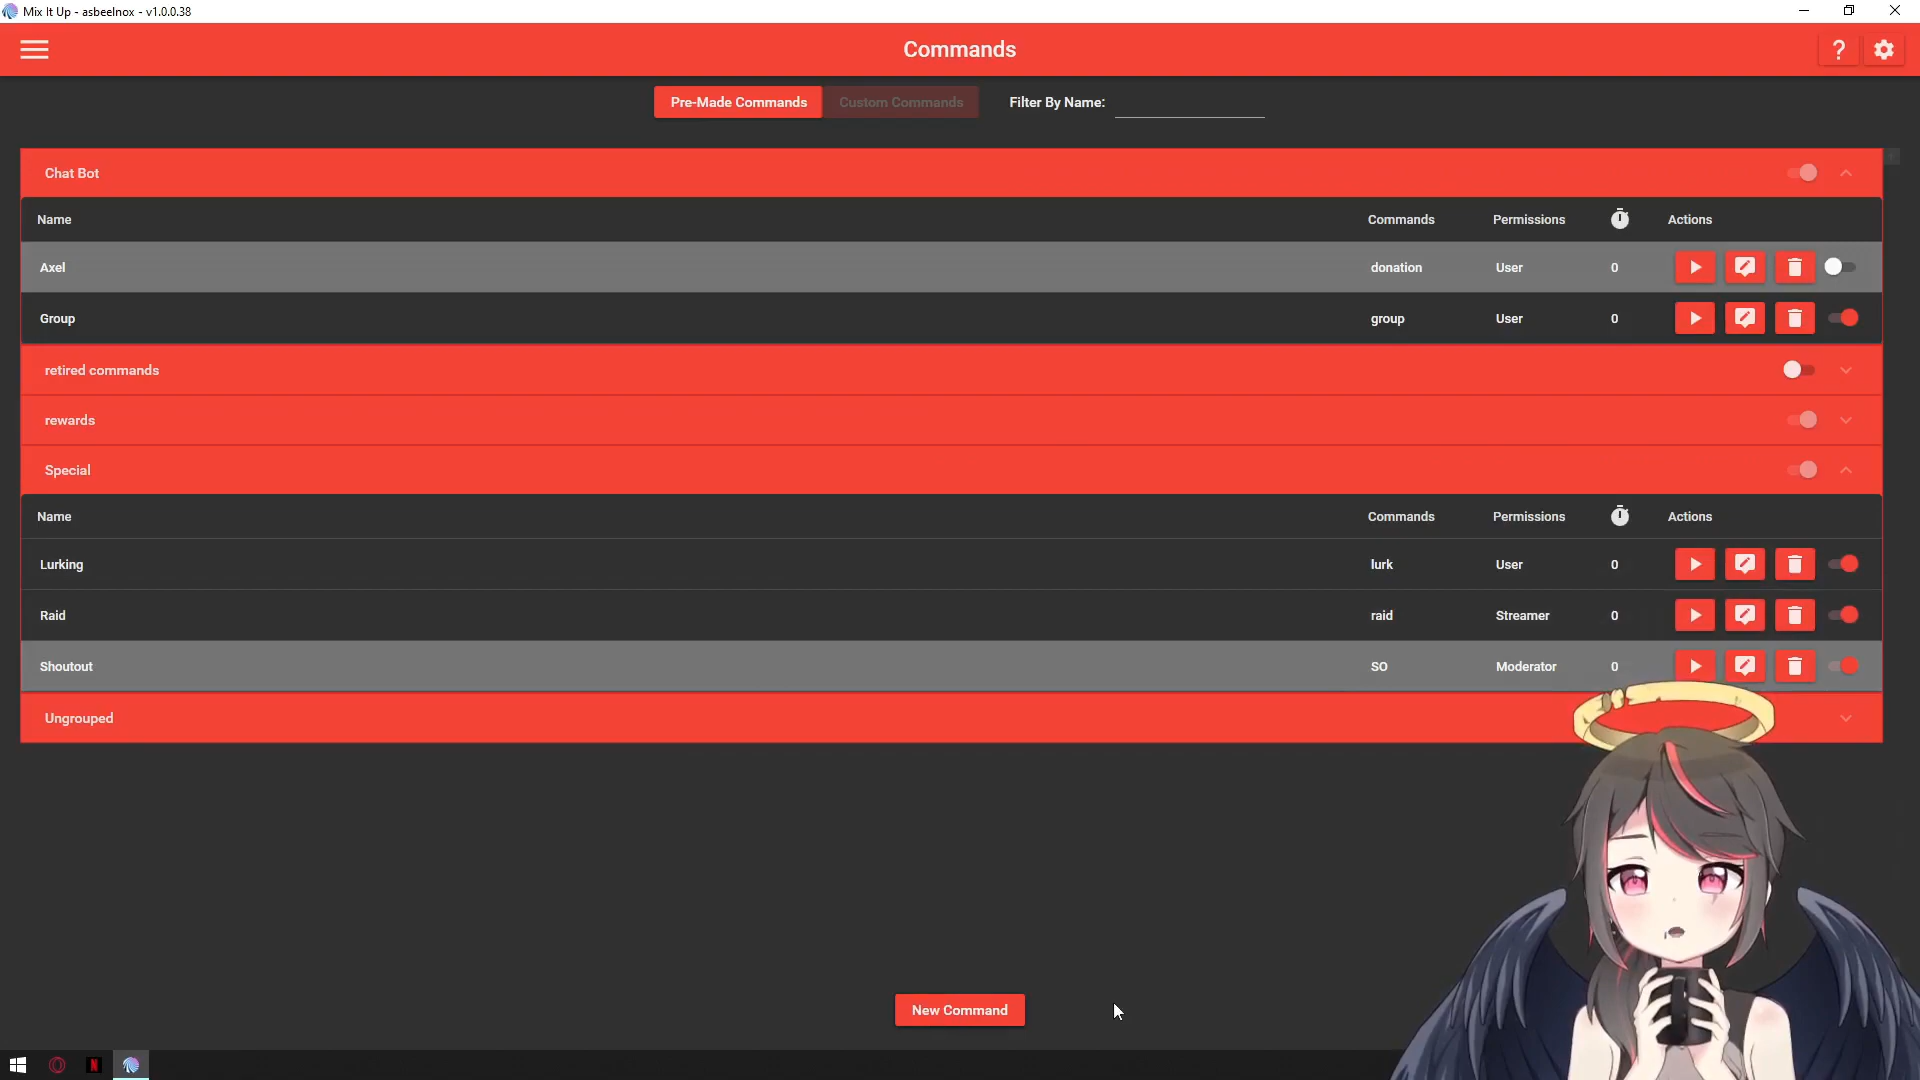 Mix It Up - asbeelnox - v1.0.0.38
Commands
?
Pre-Made Commands Custom Commands Filter By Name:
Chat Bot
Name Commands Permissions Actions
Axel donation User 0
Group group User 0
retired commands
rewards
Special
Name Commands Permissions Actions
Lurking lurk User 0
Raid raid Streamer 0
Shoutout SO Moderator 0
Ungrouped
New Command
N